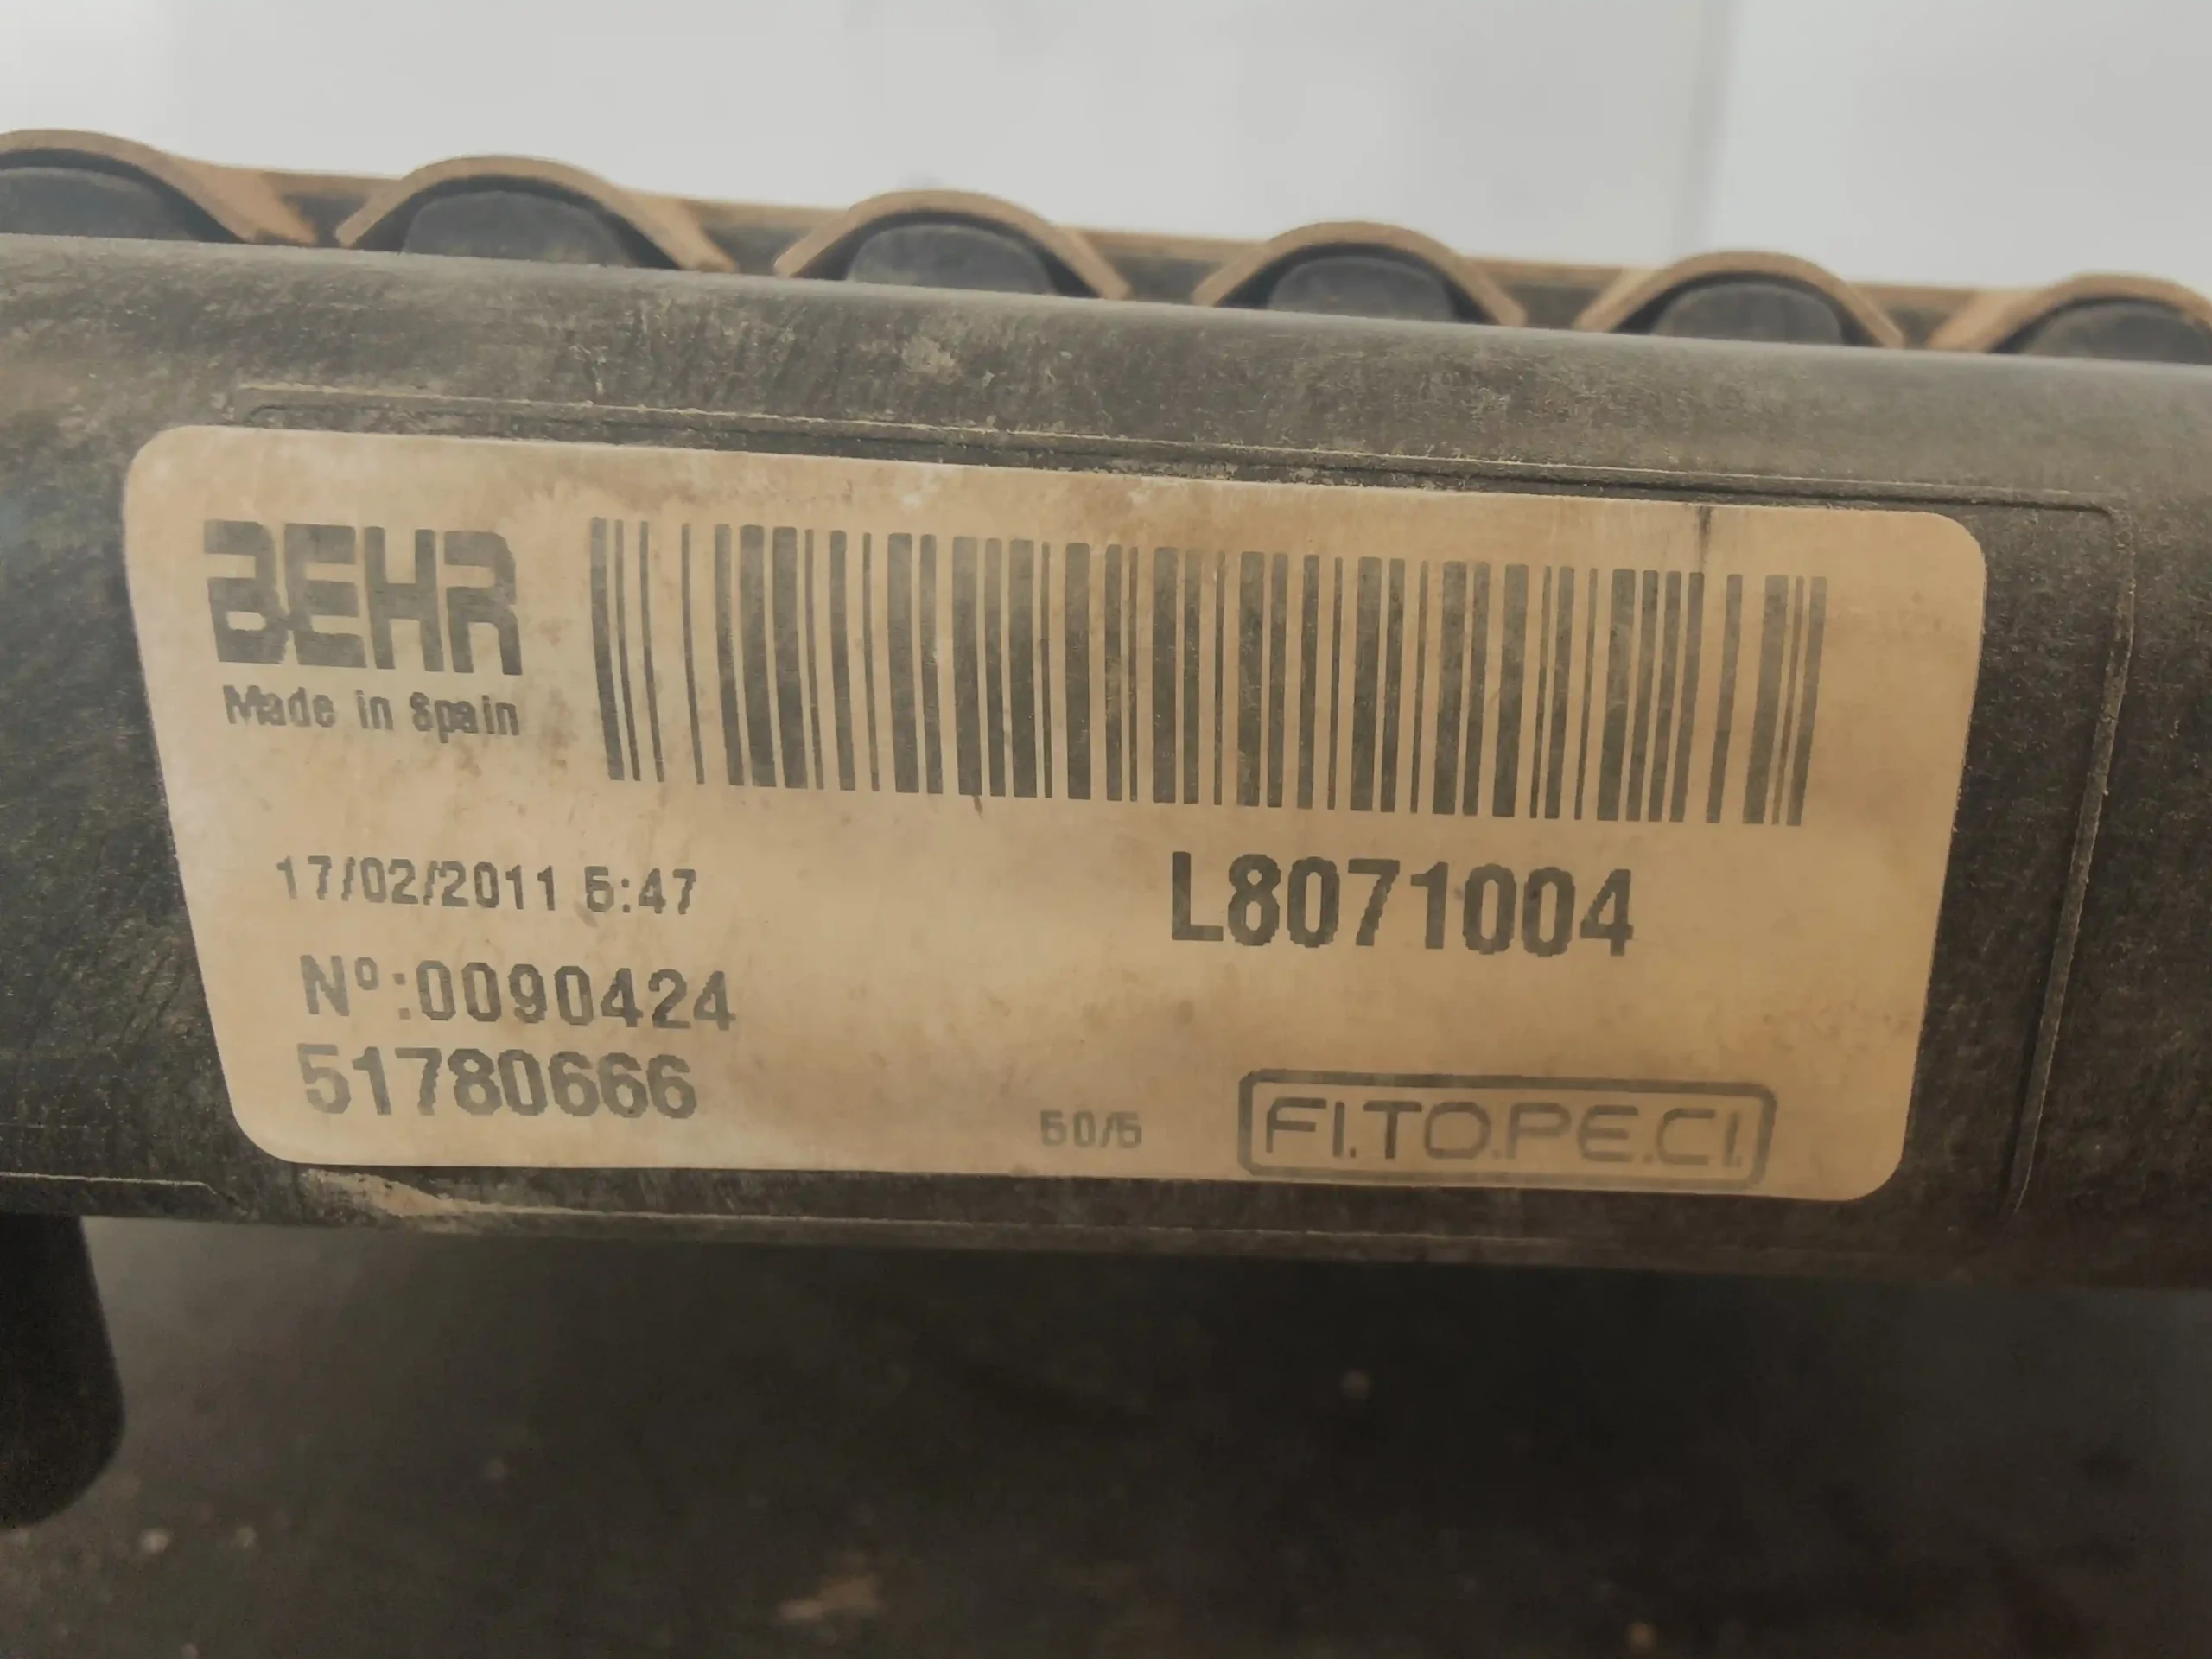 BEHR
Made in Spain
17/02/2011 5:47
L8071004
Nº:0090424
51780666
50/5
FI.TO.PE.CI.